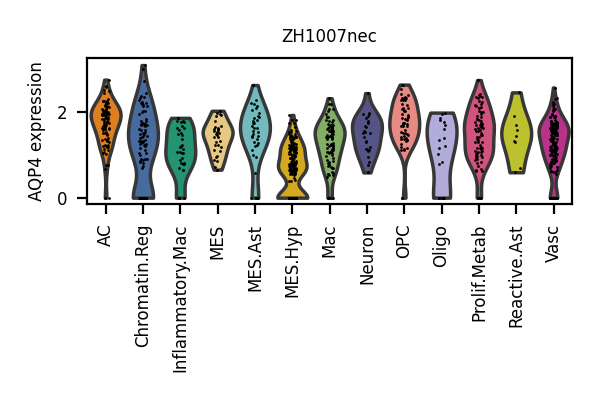 ZH1007nec
AQP4 expression
2
0
AC
Chromatin.Reg
Inflammatory.Mac
MES
MES.Ast
MES.Hyp
Mac
Neuron
OPC
Oligo
Prolif.Metab
Reactive.Ast
Vasc